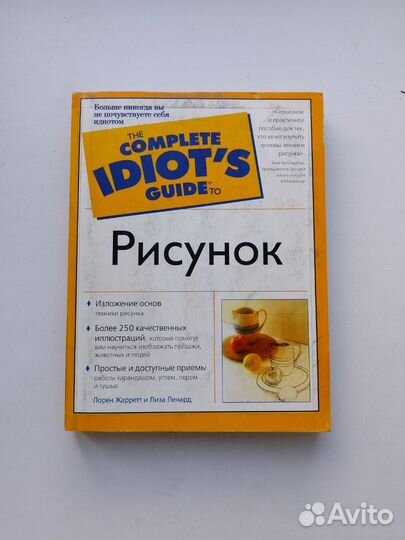 Больше никогда вы
не почувствуете себя
идиотом
«Серьезное
и практичное
пособие для тех,
кто хочет изучить
основы техники
рисунка».
THE
COMPLETE
IDIOT'S
GUIDE TO
Рисунок
Изложение основ
техники рисунка
Более 250 качественных
иллюстраций, которые помогут
вам научиться изображать пейзажи,
животных и людей
Простые и доступные приемы
работы карандашом, углем, пером
и тушью
Лорен Жарретт и Лиза Ленард
Avito